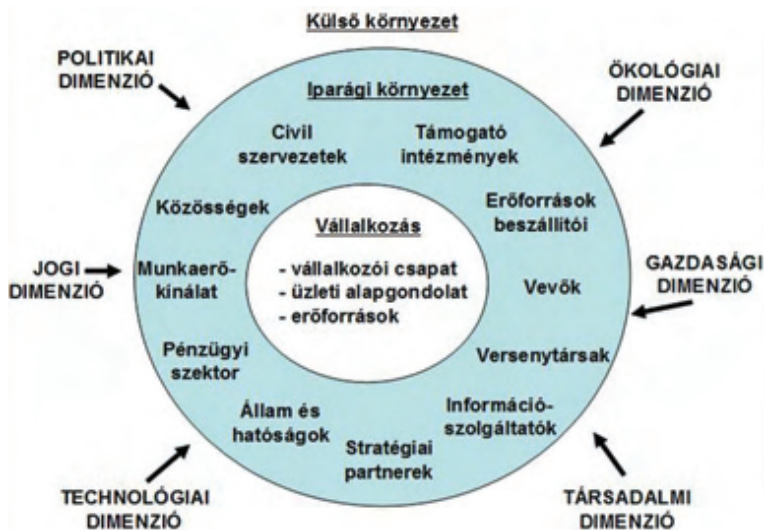 Külső környezet
POLITIKAI
DIMENZIÓ
ÖKOLÓGIAI
DIMENZIÓ
Iparági környezet
Civil
szervezetek
Támogató
intézmények
Közösségek
Erőforrások
beszállítói
Vállalkozás
- vállalkozói csapat
- üzleti alapgondolat
- erőforrások
JOGI
DIMENZIÓ
Munkaerő-
kínálat
Vevők
GAZDASÁGI
DIMENZIÓ
Pénzügyi
szektor
Versenytársak
Állam és
hatóságok
Stratégiai
partnerek
Információ-
szolgáltatók
TECHNOLÓGIAI
DIMENZIÓ
TÁRSADALMI
DIMENZIÓ